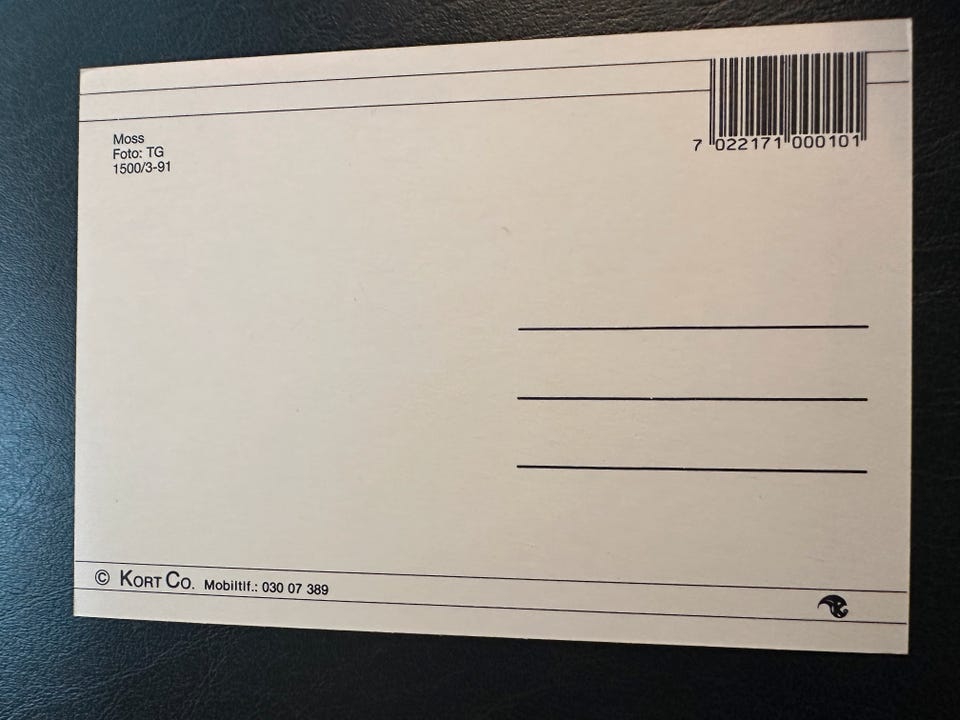 Moss
Foto: TG
1500/3-91
7 022171 000101
© KORT CO. Mobiltlf.: 030 07 389